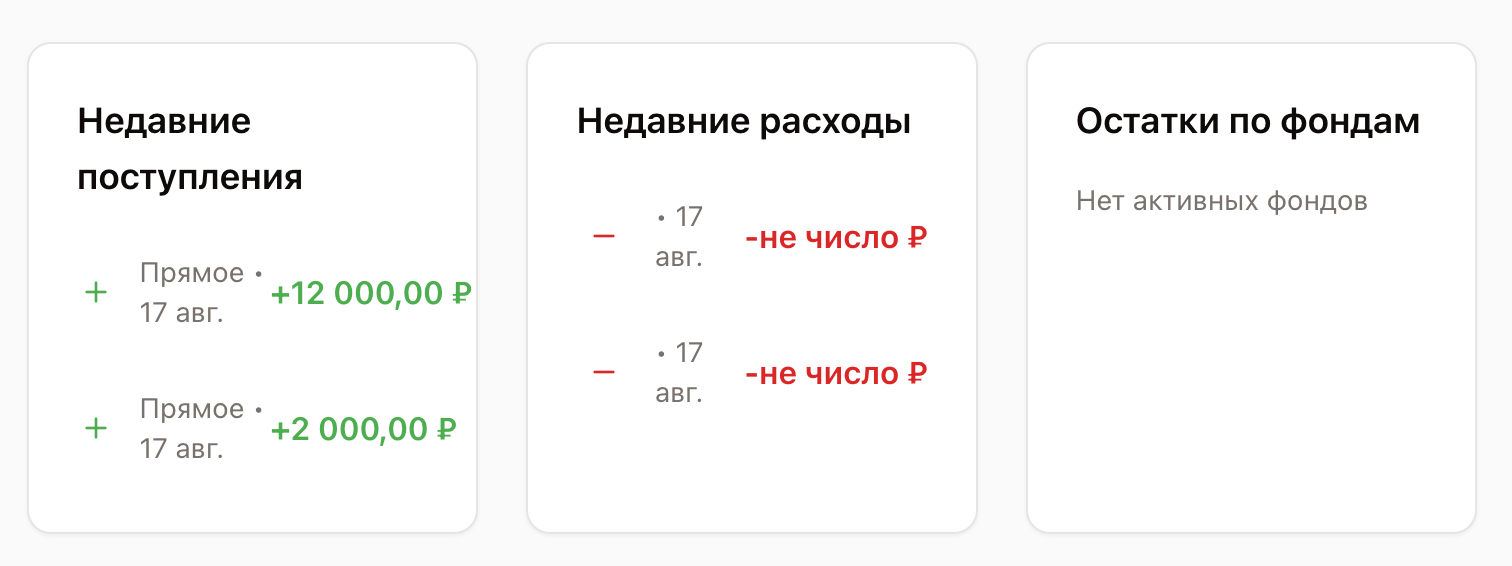 Недавние
поступления
+ Прямое •
17 авг.
+12 000,00 ₽
+ Прямое •
17 авг.
+2 000,00 ₽
Недавние расходы
− • 17
авг.
-не число ₽
− • 17
авг.
-не число ₽
Остатки по фондам
Нет активных фондов